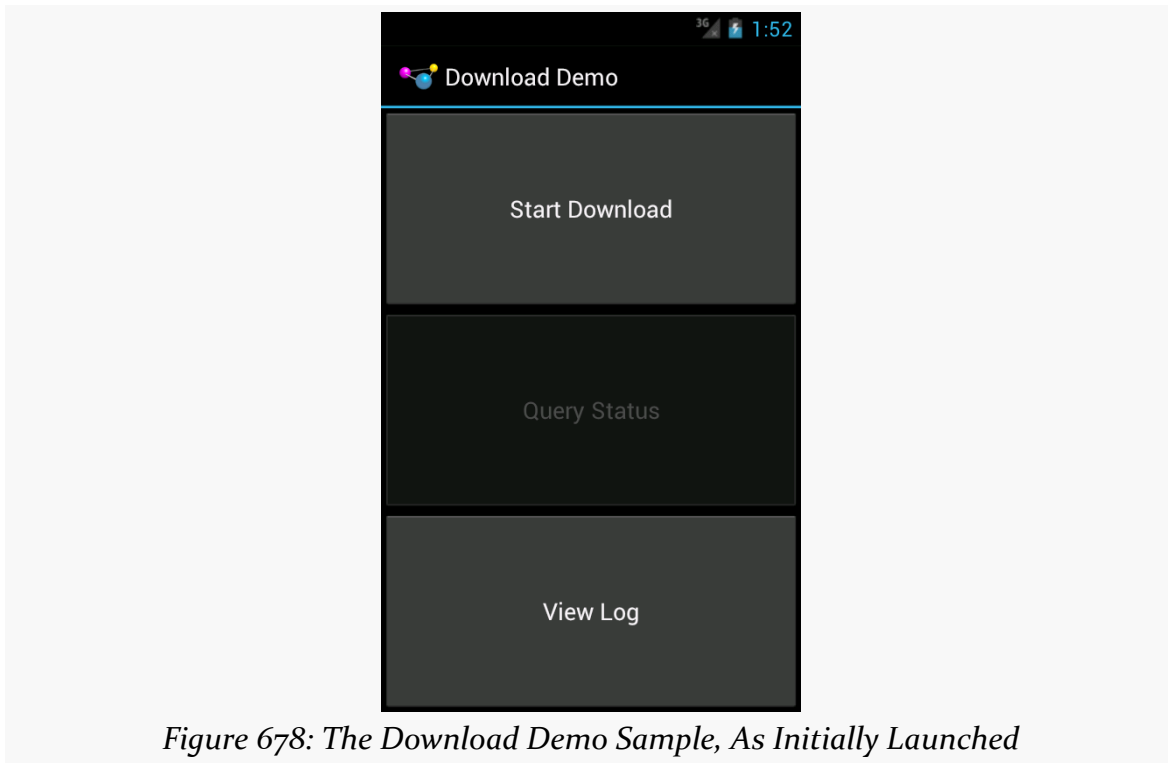 3G 1:52
Download Demo
Start Download
Query Status
View Log
Figure 678: The Download Demo Sample, As Initially Launched